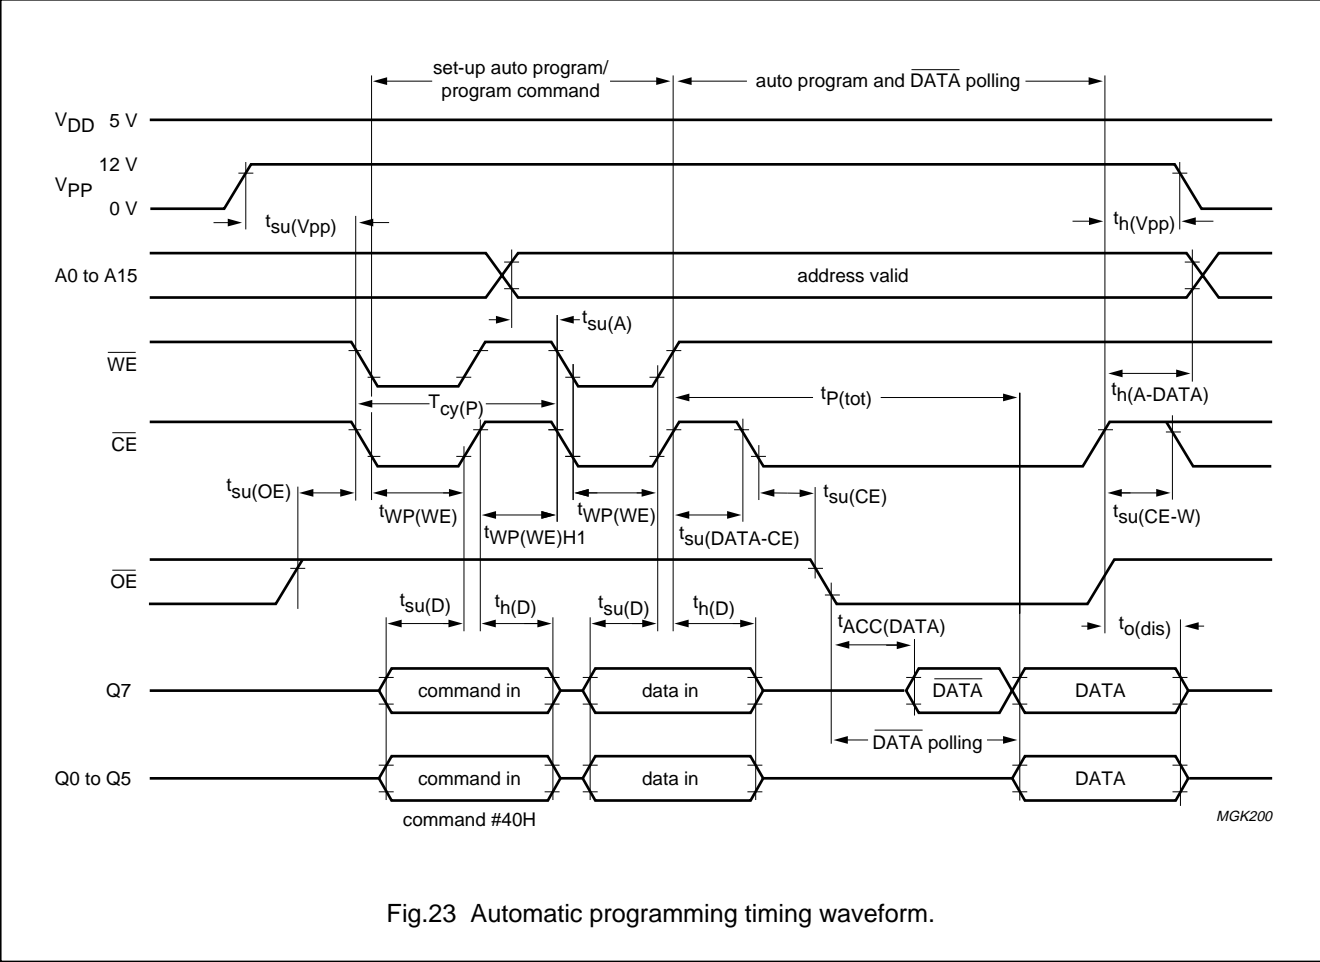 set-up auto program/
program command
auto program and DATA polling
VDD 5 V
12 V
VPP
0 V
tsu(Vpp)
th(Vpp)
A0 to A15
address valid
tsu(A)
WE
th(A-DATA)
Tcy(P)
tP(tot)
CE
tsu(OE)
tWP(WE)
tWP(WE)H1
tWP(WE)
tsu(DATA-CE)
tsu(CE)
tsu(CE-W)
OE
tsu(D)
th(D)
tsu(D)
th(D)
tACC(DATA)
to(dis)
Q7
command in
data in
DATA
DATA
DATA polling
Q0 to Q5
command in
data in
DATA
command #40H
MGK200
Fig.23 Automatic programming timing waveform.